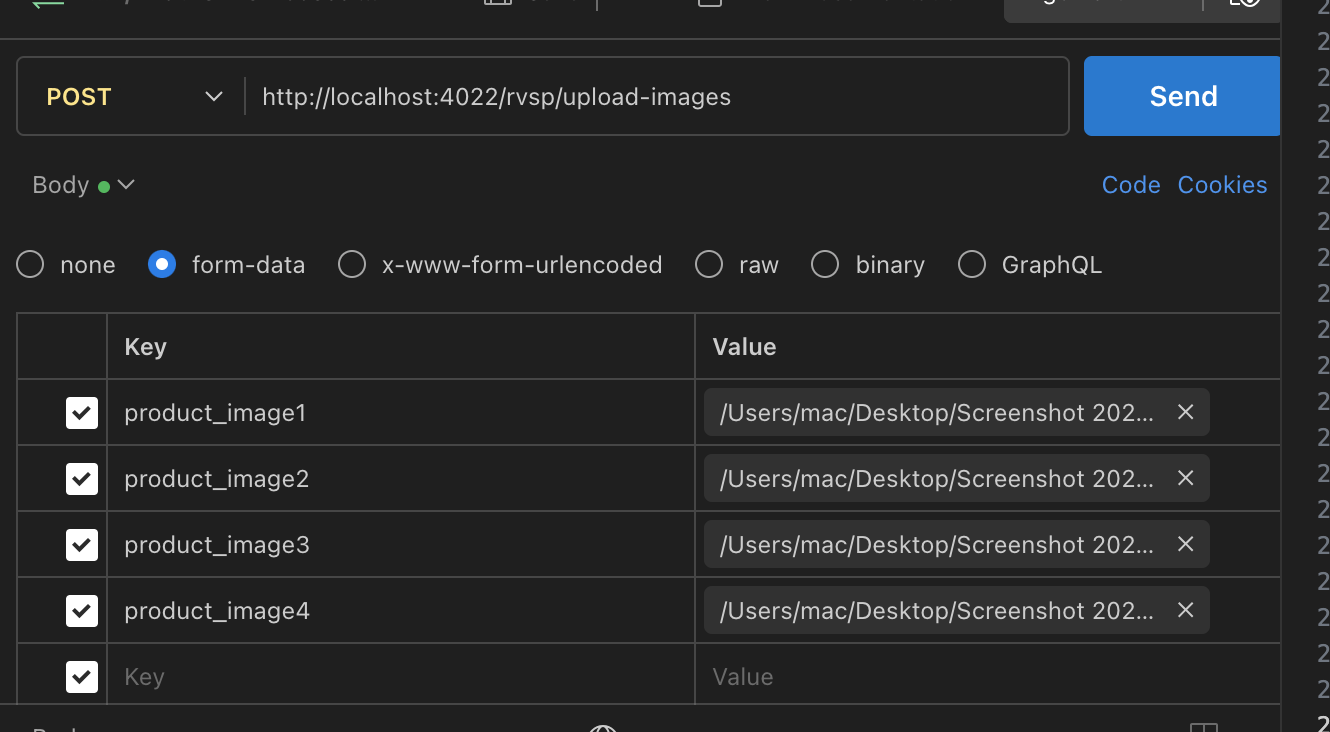 POST http://localhost:4022/rvsp/upload-images Send
Body Code Cookies
none form-data x-www-form-urlencoded raw binary GraphQL
Key Value
product_image1 /Users/mac/Desktop/Screenshot 202...
product_image2 /Users/mac/Desktop/Screenshot 202...
product_image3 /Users/mac/Desktop/Screenshot 202...
product_image4 /Users/mac/Desktop/Screenshot 202...
Key Value